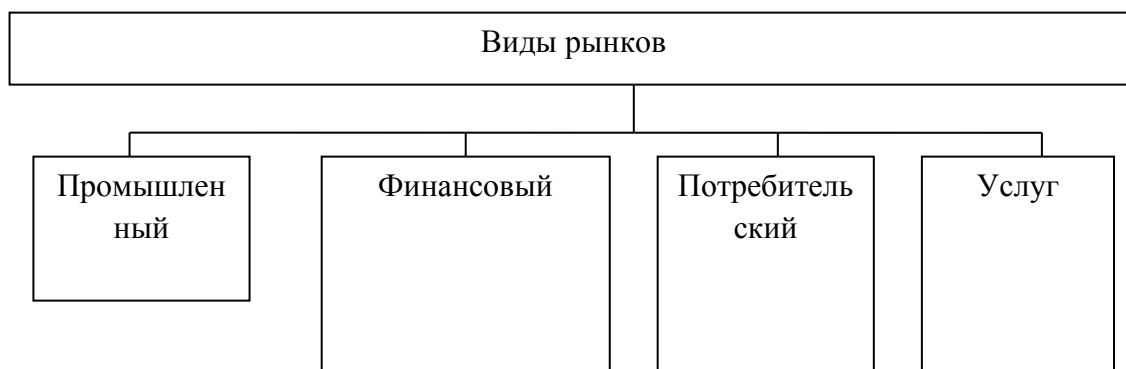 Виды рынков
Промышлен
ный
Финансовый
Потребитель
ский
Услуг